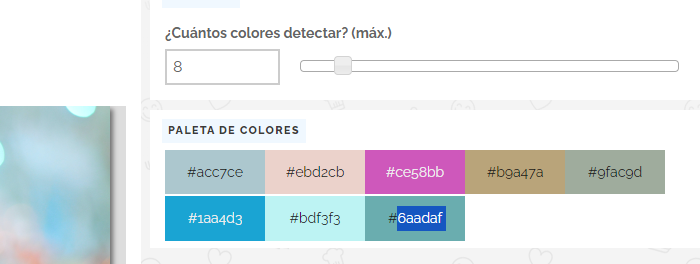 ¿Cuántos colores detectar? (máx.)
8
PALETA DE COLORES
#acc7ce #ebd2cb #ce58bb #b9a47a #9fac9d
#1aa4d3 #bdf3f3 #6aadaf